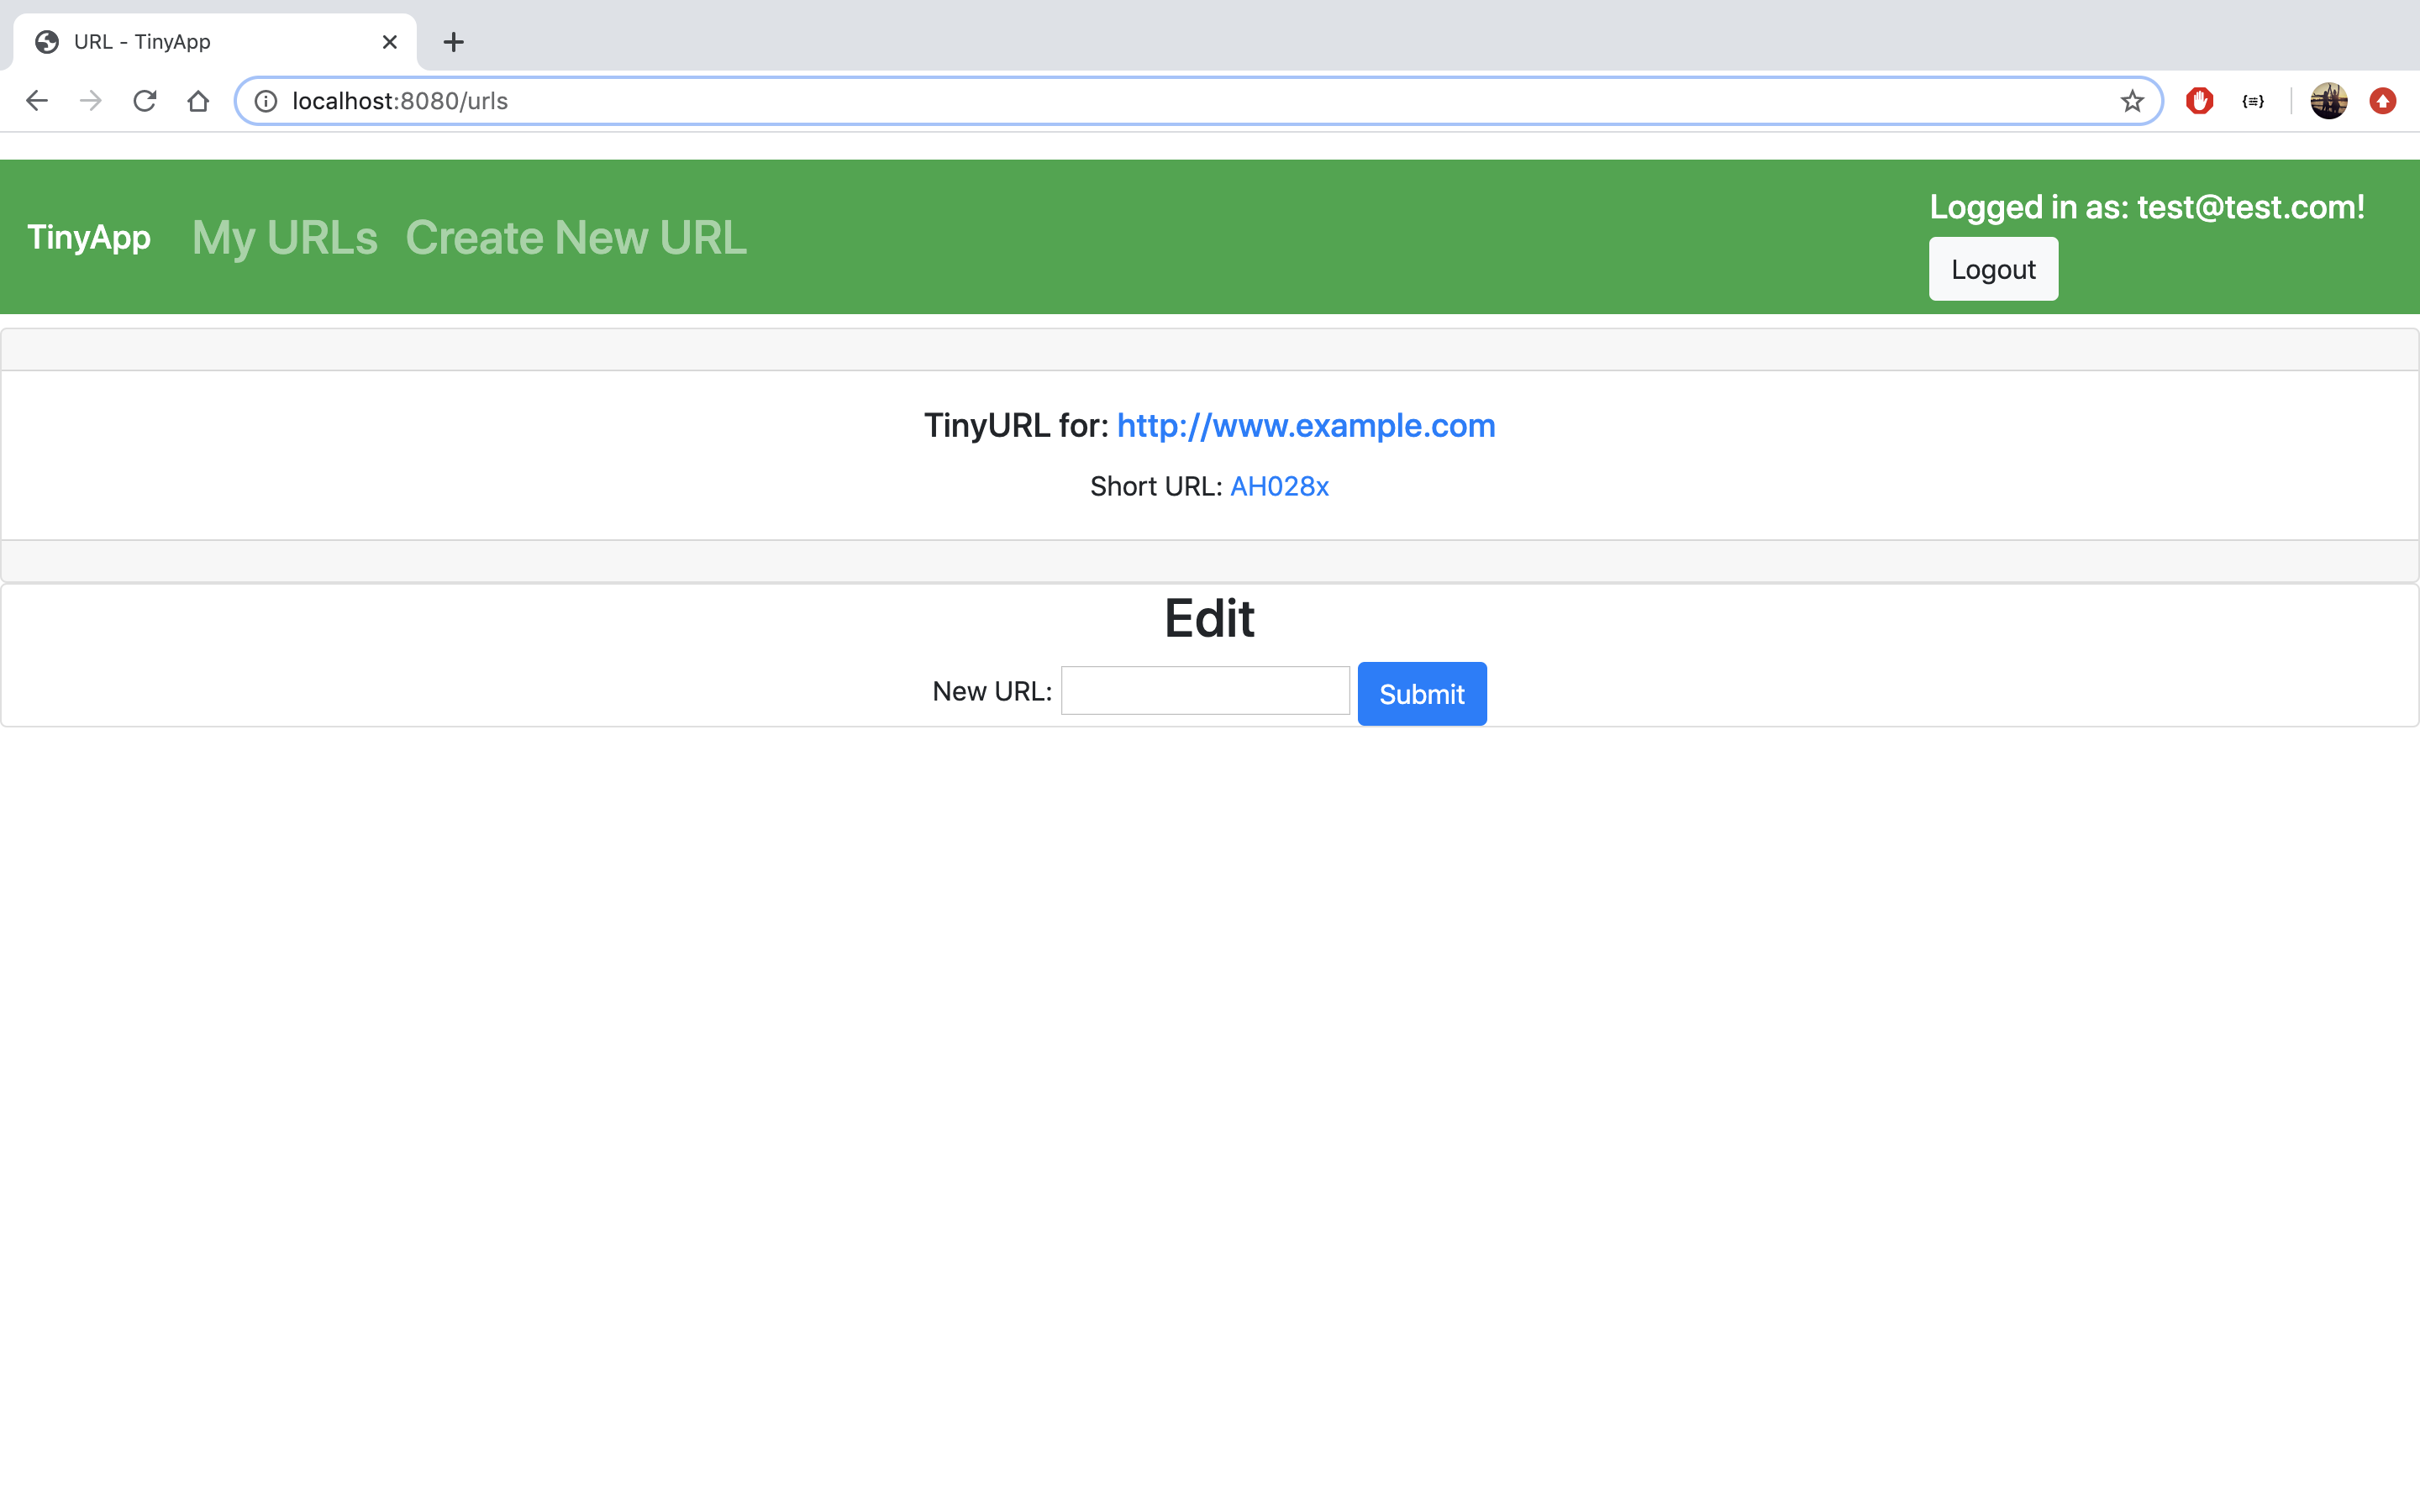 URL - TinyApp
localhost:8080/urls
TinyApp My URLs Create New URL
Logged in as: test@test.com!
Logout
TinyURL for: http://www.example.com
Short URL: AH028x
Edit
New URL: Submit